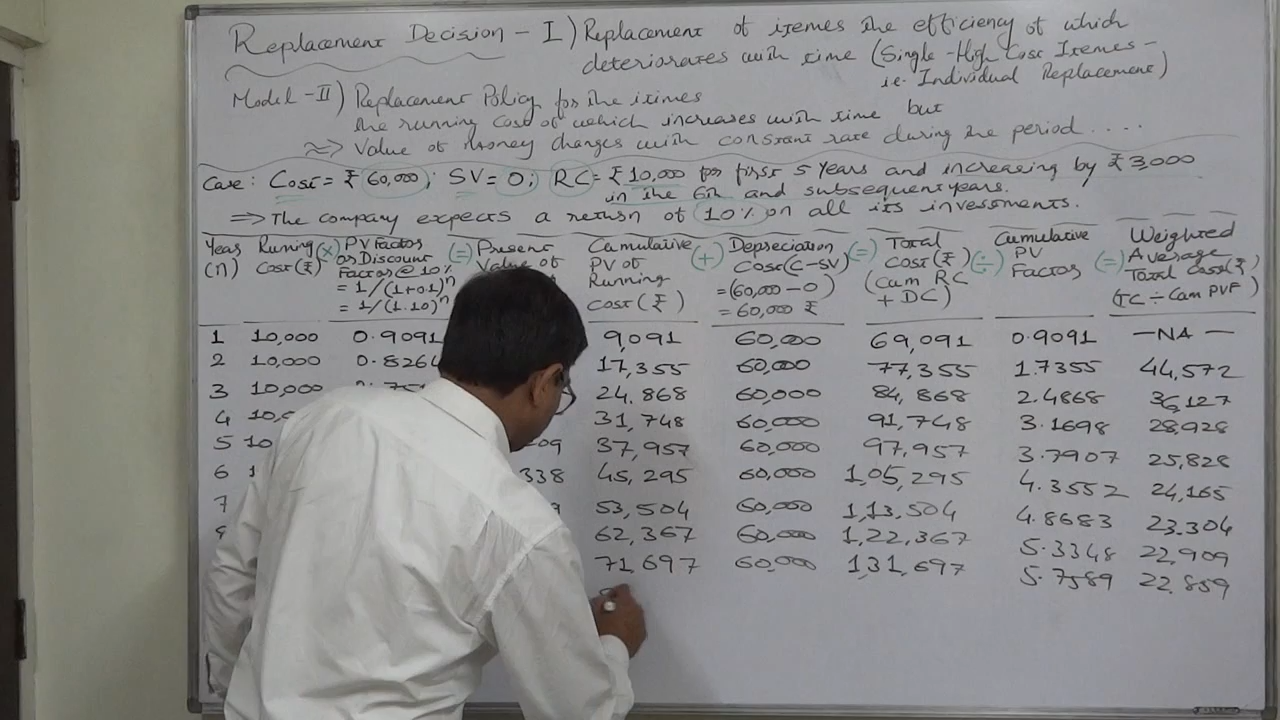 Replacement Decision - I) Replacement of itemes the efficiency of which
deteriorates with time (Single-High Cost Itemes -
i.e. Individual Replacement)
Model-II) Replacement Policy for the itimes
the running cost of which increases with time but
⇒ Value of Money changes with constant rate during the period....
Case: Cost = ₹ 60,000; SV = 0; RC = ₹ 10,000 for first 5 years and increasing by ₹ 3,000
in the 6th and subsequent years.
⇒ The company expects a return of 10% on all its investments.
Years (n) Runing Cost (₹) (×) PV Factors or Discount Factors @ 10% = 1/(1+0.1)^n = 1/(1.10)^n (=) Present Value of Cumulative PV of Running Cost (₹) (+) Depreciation Cost (C-SV) = (60,000 - 0) = 60,000 ₹ (=) Total Cost (₹) (Cum RC + DC) (÷) Cumulative PV Factors (=) Weighted Average Total Cost (₹) (TC ÷ Cum PVF)
1 10,000 0.9091 9,091 60,000 69,091 0.9091 —NA—
2 10,000 0.8264 17,355 60,000 77,355 1.7355 44,572
3 10,000 24,868 60,000 84,868 2.4868 36,127
4 31,748 60,000 91,748 3.1698 28,928
5 37,957 60,000 97,957 3.7907 25,828
6 338 45,295 60,000 1,05,295 4.3552 24,165
7 53,504 60,000 1,13,504 4.8683 23,304
62,367 60,000 1,22,367 5.3348 22,909
71,697 60,000 1,31,697 5.7589 22,859